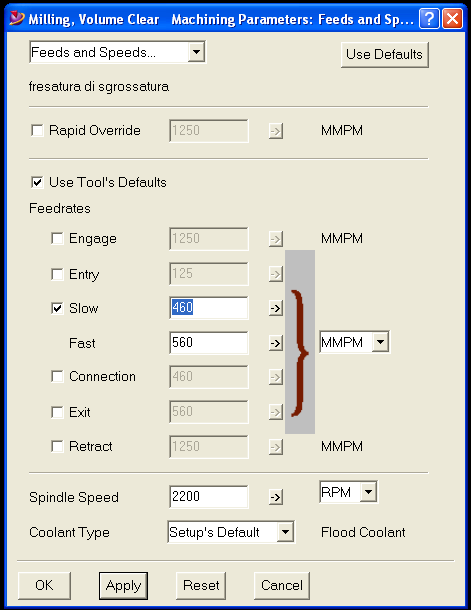 Milling, Volume Clear Machining Parameters: Feeds and Sp...
Feeds and Speeds...
Use Defaults
fresatura di sgrossatura
Rapid Override 1250 -> MMPM
Use Tool's Defaults
Feedrates
Engage 1250 -> MMPM
Entry 125 ->
Slow 460 ->
Fast 560 -> MMPM
Connection 460 ->
Exit 560 ->
Retract 1250 -> MMPM
Spindle Speed 2200 -> RPM
Coolant Type Setup's Default Flood Coolant
OK Apply Reset Cancel